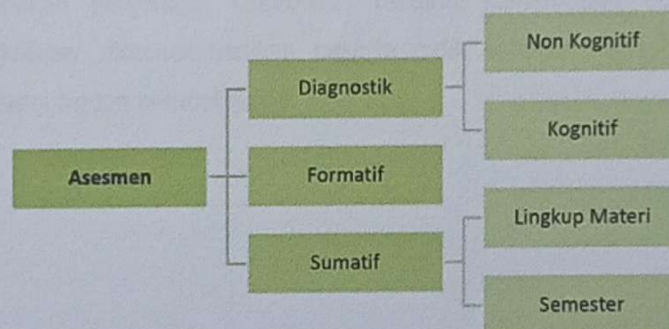 Asesmen
Diagnostik
Non Kognitif
Kognitif
Formatif
Sumatif
Lingkup Materi
Semester